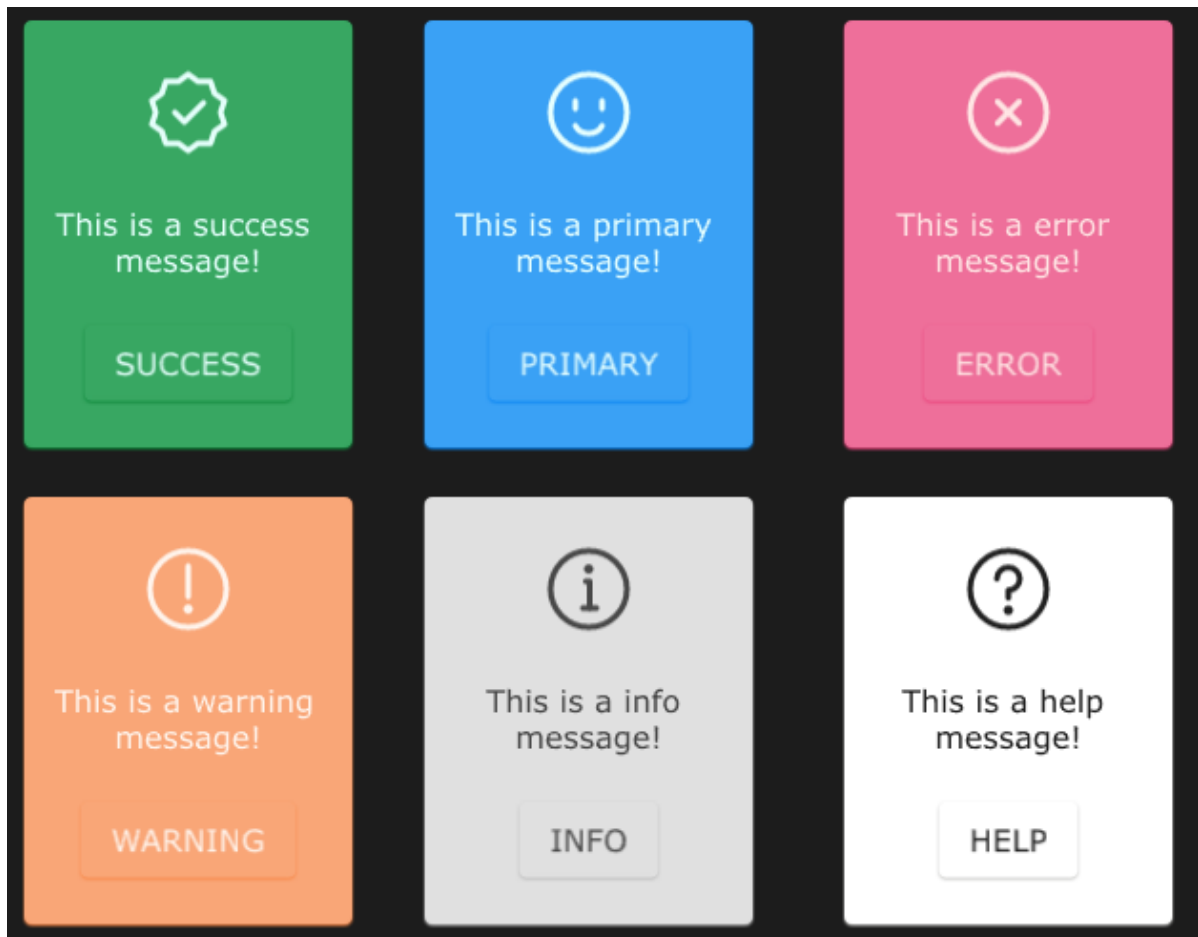 This is a success
message!
SUCCESS
This is a primary
message!
PRIMARY
This is a error
message!
ERROR
This is a warning
message!
WARNING
This is a info
message!
INFO
This is a help
message!
HELP